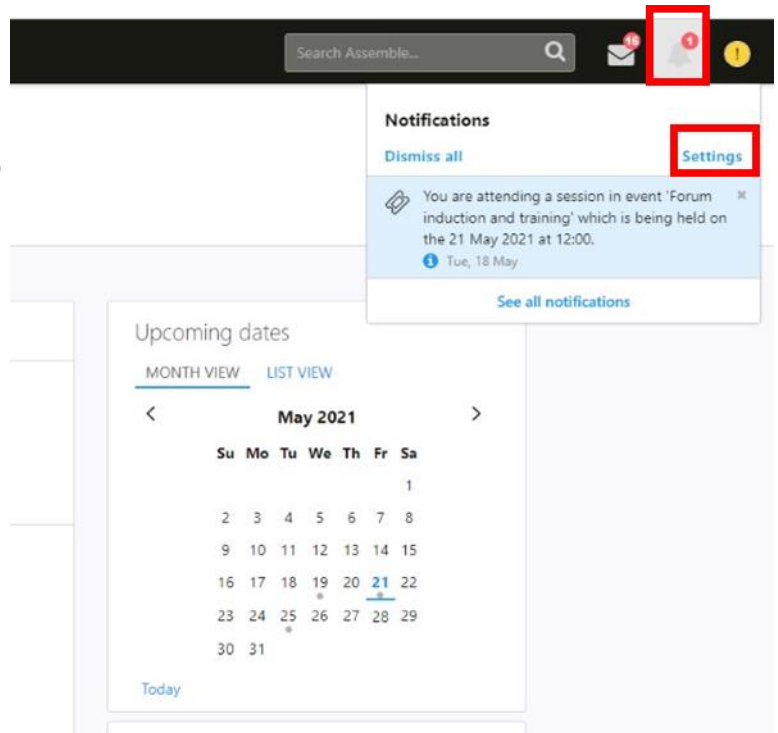 Search Assemble...
16
1
!
Notifications
Dismiss all
Settings
You are attending a session in event 'Forum
induction and training' which is being held on
the 21 May 2021 at 12:00.
Tue, 18 May
See all notifications
Upcoming dates
MONTH VIEW LIST VIEW
< May 2021 >
Su Mo Tu We Th Fr Sa
1
2 3 4 5 6 7 8
9 10 11 12 13 14 15
16 17 18 19 20 21 22
23 24 25 26 27 28 29
30 31
Today